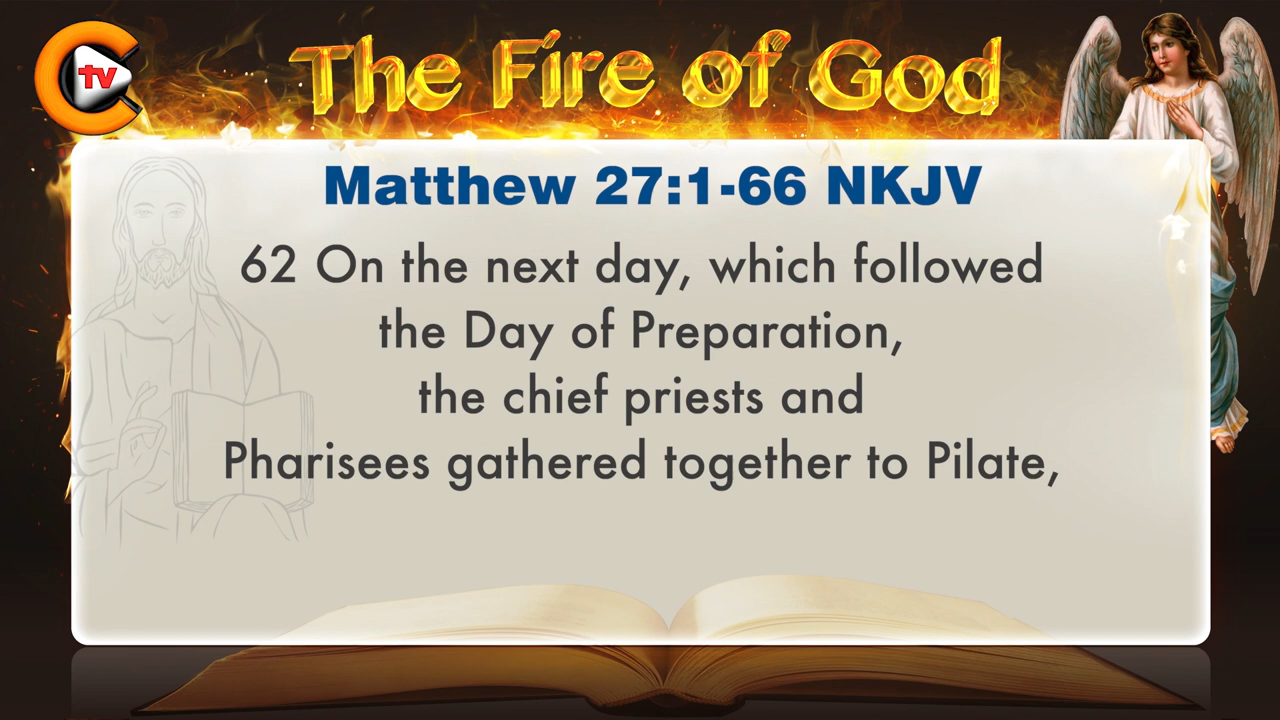 tv
The Fire of God
Matthew 27:1-66 NKJV
62 On the next day, which followed
the Day of Preparation,
the chief priests and
Pharisees gathered together to Pilate,